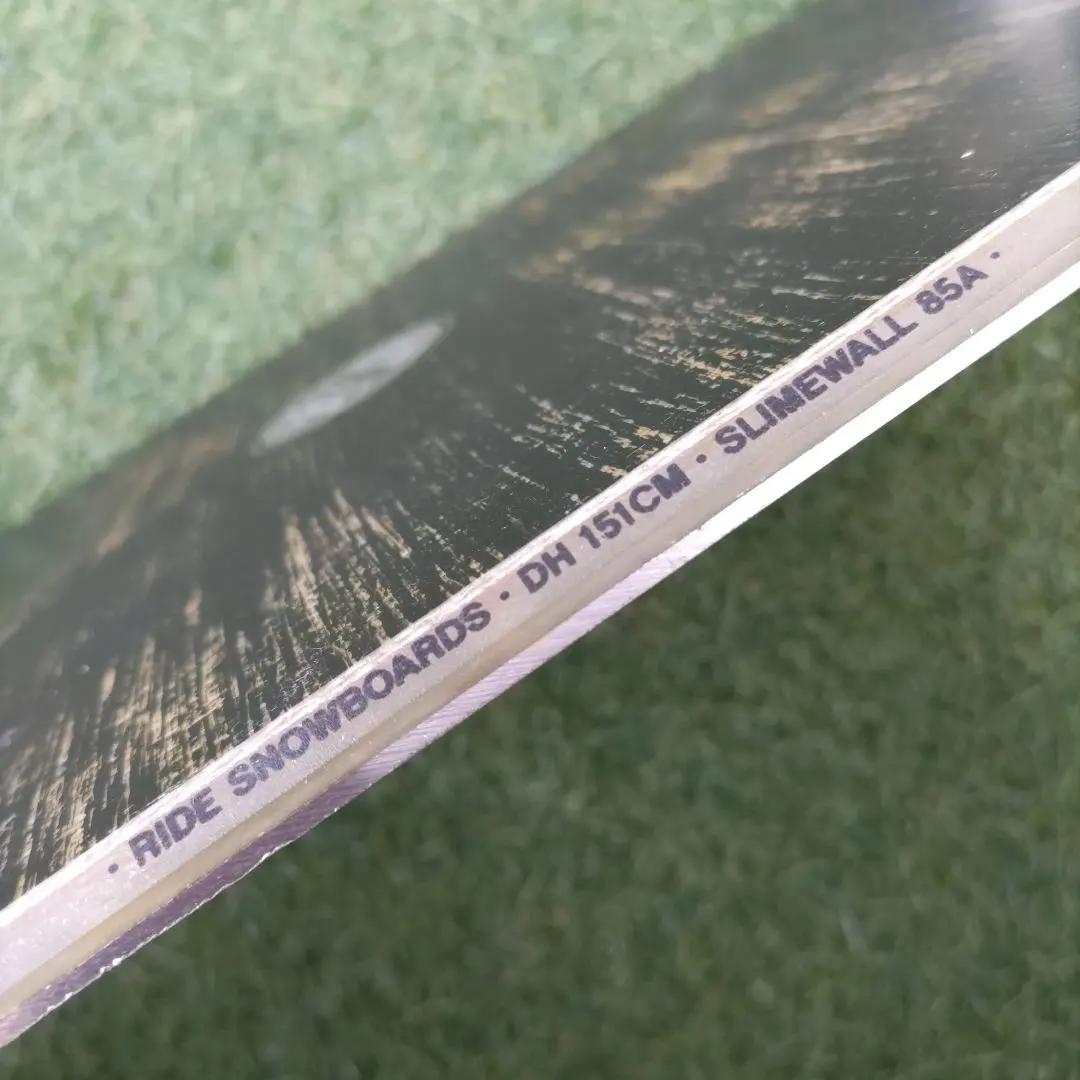 · RIDE SNOWBOARDS · DH 151CM · SLIMEWALL 85A ·